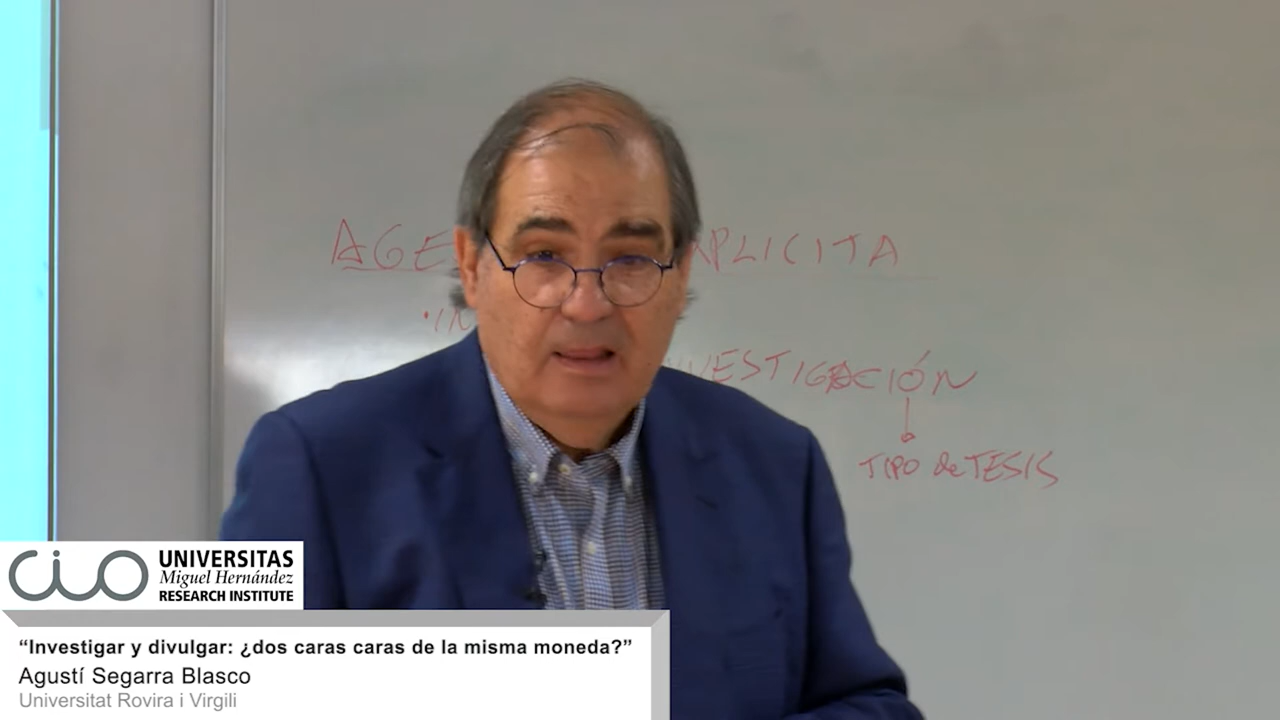 AGE PLICITA
INVESTIGACIÓN
TIPO de TESIS
CIO
UNIVERSITAS
Miguel Hernández
RESEARCH INSTITUTE
“Investigar y divulgar: ¿dos caras caras de la misma moneda?”
Agustí Segarra Blasco
Universitat Rovira i Virgili